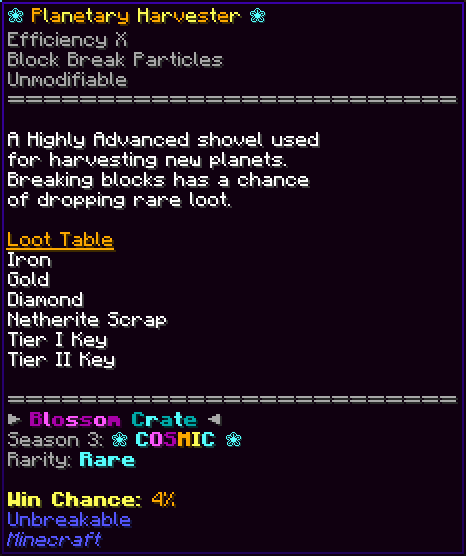 ❀ Planetary Harvester ❀
Efficiency X
Block Break Particles
Unmodifiable
====================================
A Highly Advanced shovel used
for harvesting new planets.
Breaking blocks has a chance
of dropping rare loot.
Loot Table
Iron
Gold
Diamond
Netherite Scrap
Tier I Key
Tier II Key
====================================
► Blossom Crate ◄
Season 3: ❀ COSMIC ❀
Rarity: Rare
Win Chance: 4%
Unbreakable
Minecraft